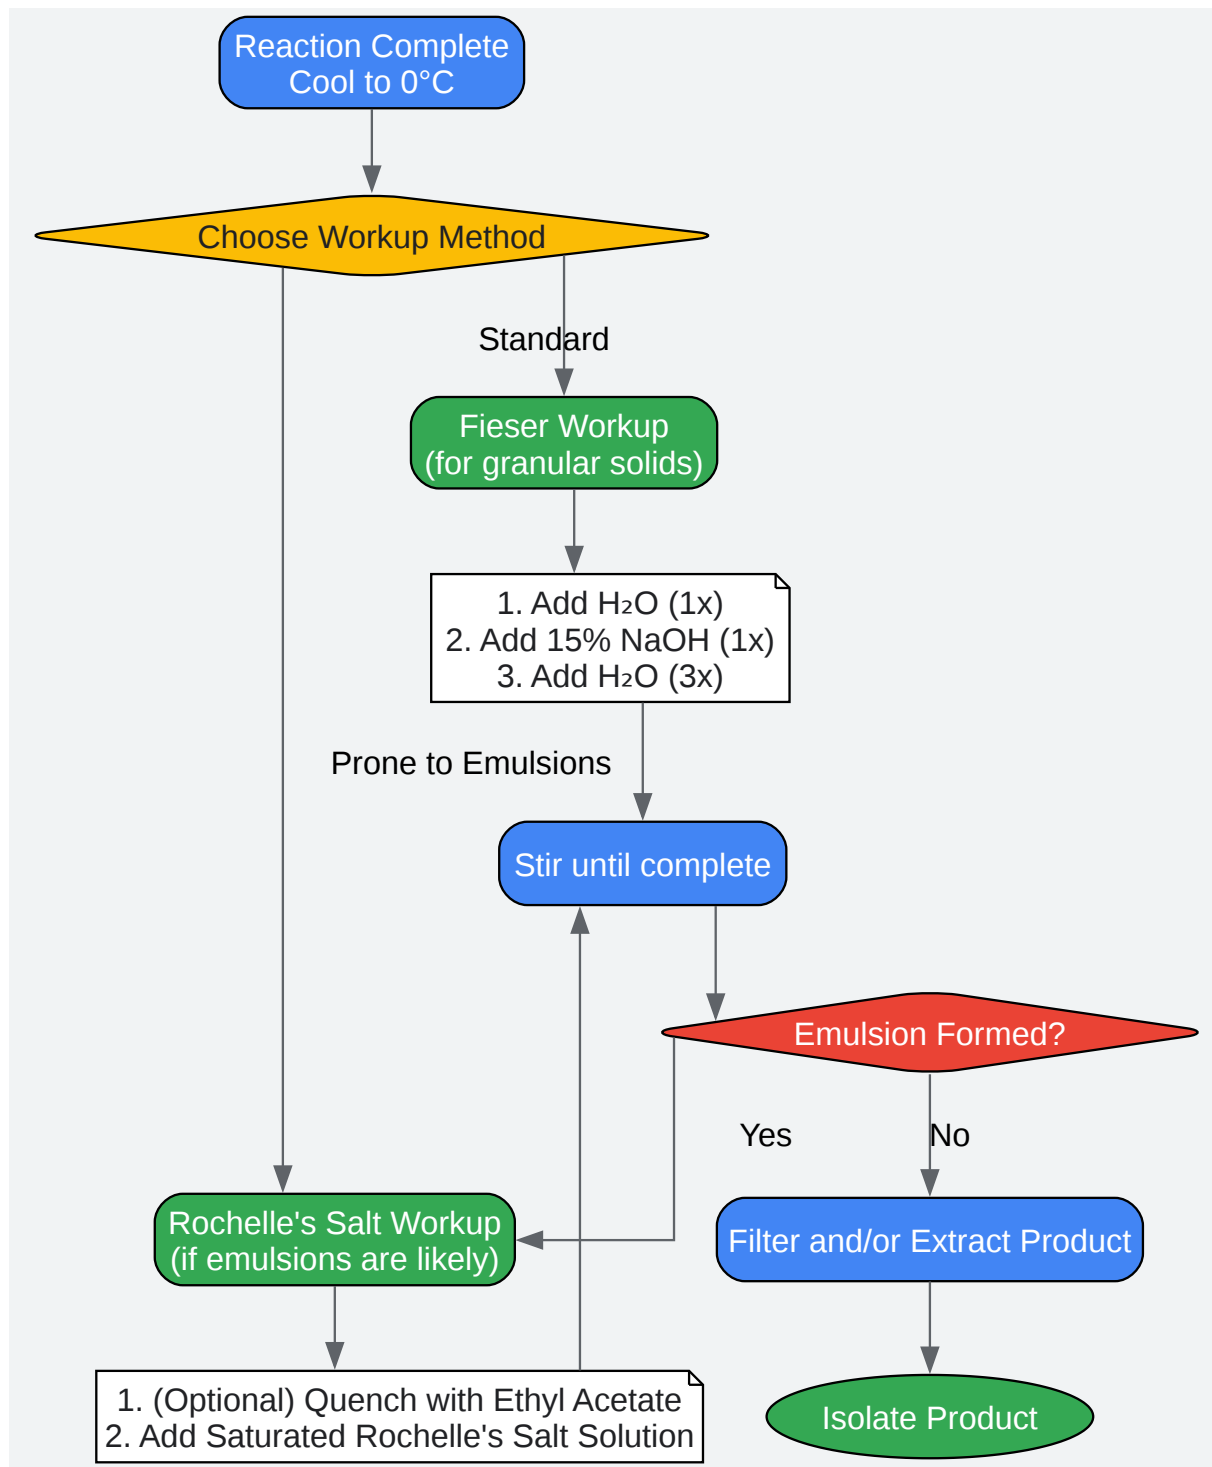 Reaction Complete
Cool to 0°C
Choose Workup Method
Standard
Fieser Workup
(for granular solids)
1. Add H₂O (1x)
2. Add 15% NaOH (1x)
3. Add H₂O (3x)
Prone to Emulsions
Stir until complete
Emulsion Formed?
Yes
No
Rochelle's Salt Workup
(if emulsions are likely)
Filter and/or Extract Product
1. (Optional) Quench with Ethyl Acetate
2. Add Saturated Rochelle's Salt Solution
Isolate Product